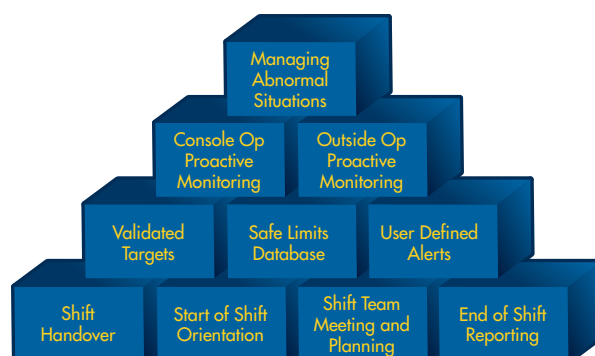 Managing
Abnormal
Situations
Console Op
Proactive
Monitoring
Outside Op
Proactive
Monitoring
Validated
Targets
Safe Limits
Database
User Defined
Alerts
Shift
Handover
Start of Shift
Orientation
Shift Team
Meeting and
Planning
End of Shift
Reporting